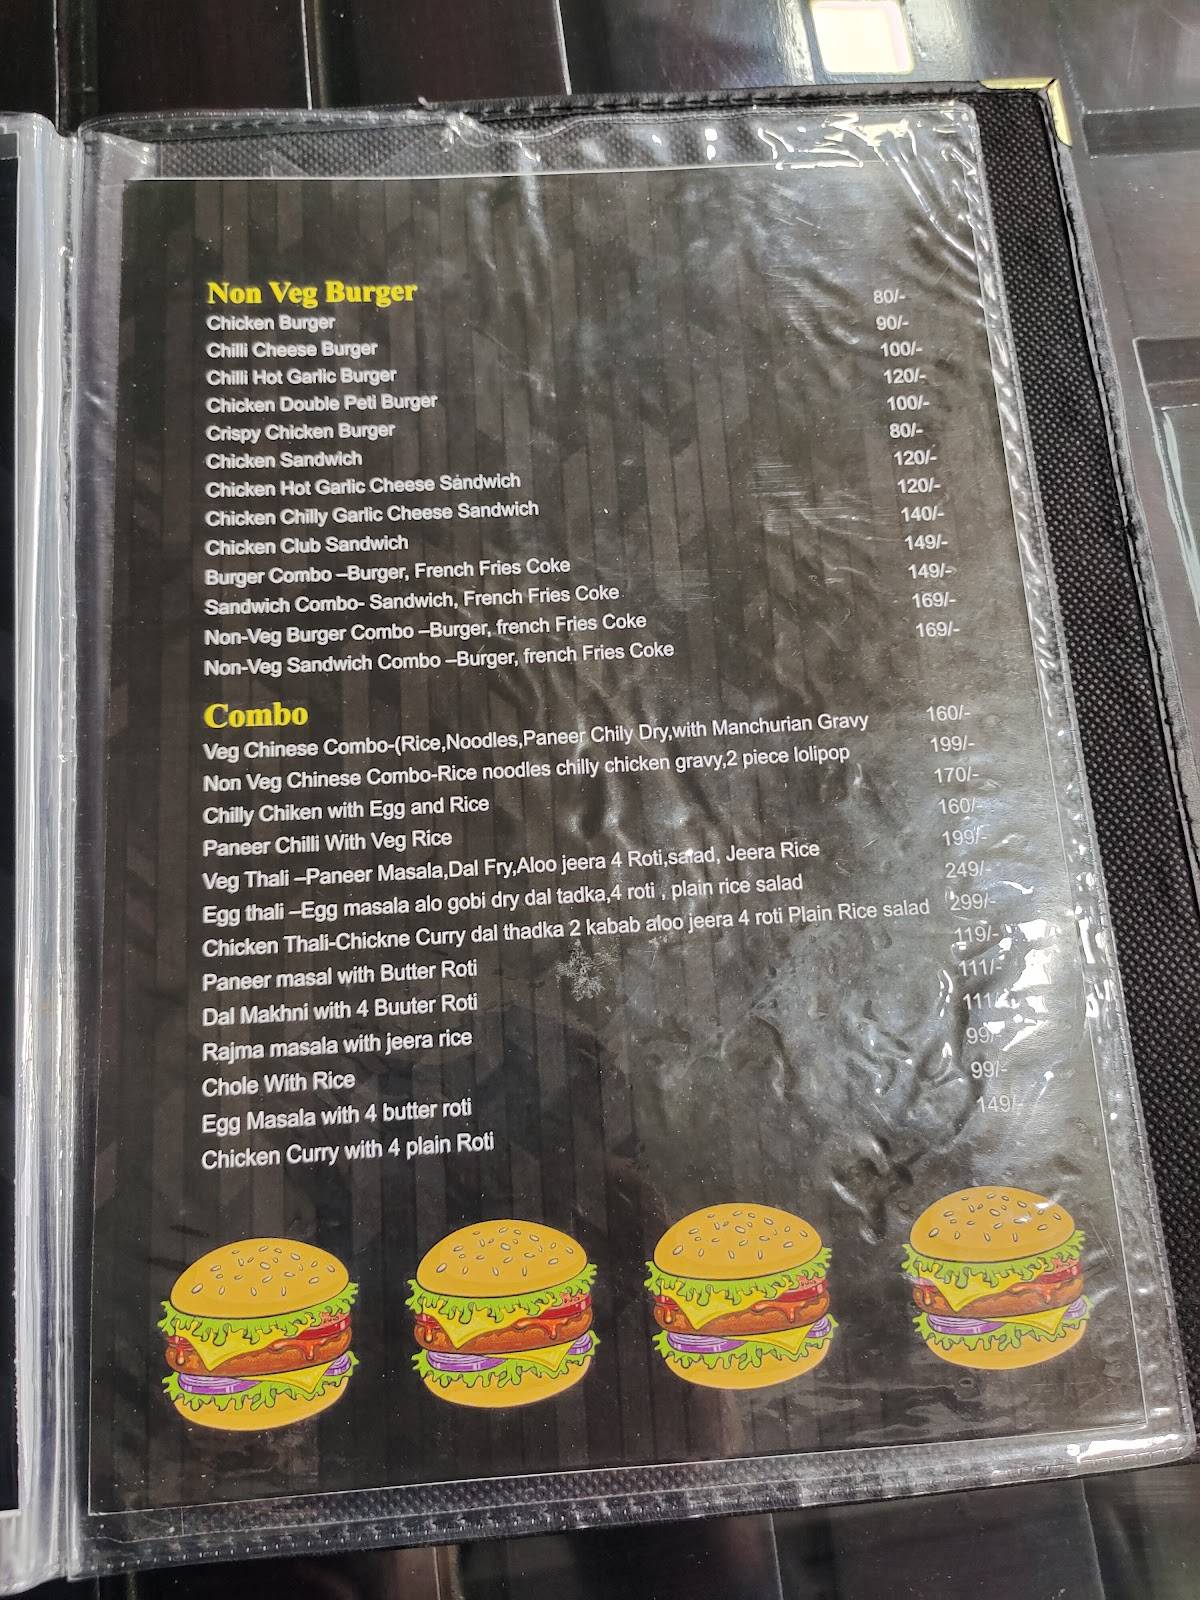 Non Veg Burger
Chicken Burger 80/-
Chilli Cheese Burger 90/-
Chilli Hot Garlic Burger 100/-
Chicken Double Peti Burger 120/-
Crispy Chicken Burger 100/-
Chicken Sandwich 80/-
Chicken Hot Garlic Cheese Sandwich 120/-
Chicken Chilly Garlic Cheese Sandwich 120/-
Chicken Club Sandwich 140/-
Burger Combo –Burger, French Fries Coke 149/-
Sandwich Combo- Sandwich, French Fries Coke 149/-
Non-Veg Burger Combo –Burger, french Fries Coke 169/-
Non-Veg Sandwich Combo –Burger, french Fries Coke 169/-
Combo
Veg Chinese Combo-(Rice,Noodles,Paneer Chily Dry,with Manchurian Gravy 160/-
Non Veg Chinese Combo-Rice noodles chilly chicken gravy,2 piece lolipop 199/-
Chilly Chiken with Egg and Rice 170/-
Paneer Chilli With Veg Rice 160/-
Veg Thali –Paneer Masala,Dal Fry,Aloo jeera 4 Roti,salad, Jeera Rice 199/-
Egg thali –Egg masala alo gobi dry dal tadka,4 roti , plain rice salad 249/-
Chicken Thali-Chickne Curry dal thadka 2 kabab aloo jeera 4 roti Plain Rice salad 299/-
Paneer masal with Butter Roti 119/-
Dal Makhni with 4 Buuter Roti 111/-
Rajma masala with jeera rice 111/-
Chole With Rice 99/-
Egg Masala with 4 butter roti 99/-
Chicken Curry with 4 plain Roti 149/-